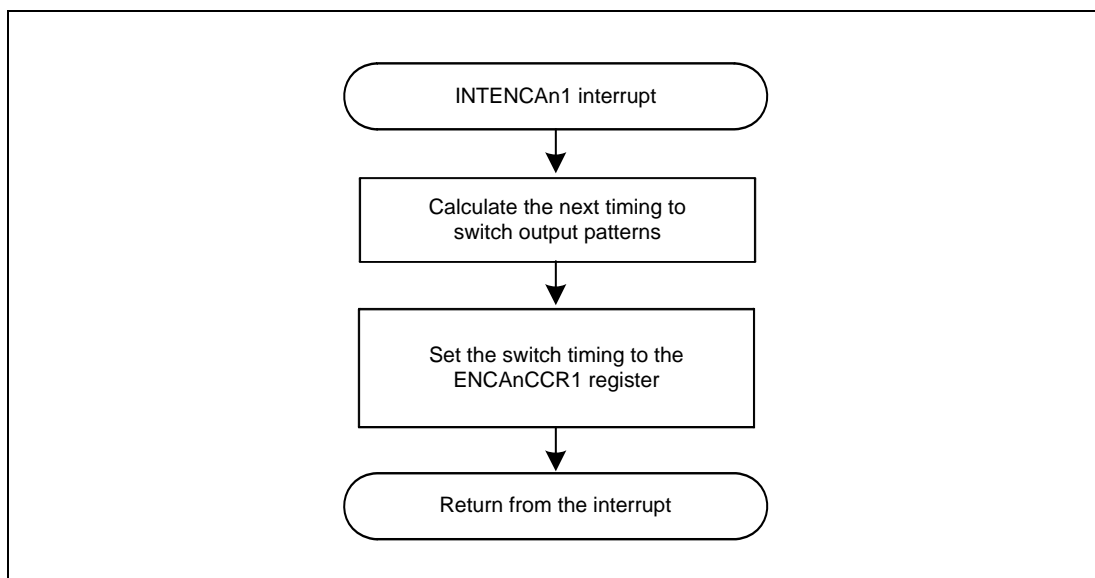 INTENCAn1 interrupt
Calculate the next timing to
switch output patterns
Set the switch timing to the
ENCAnCCR1 register
Return from the interrupt